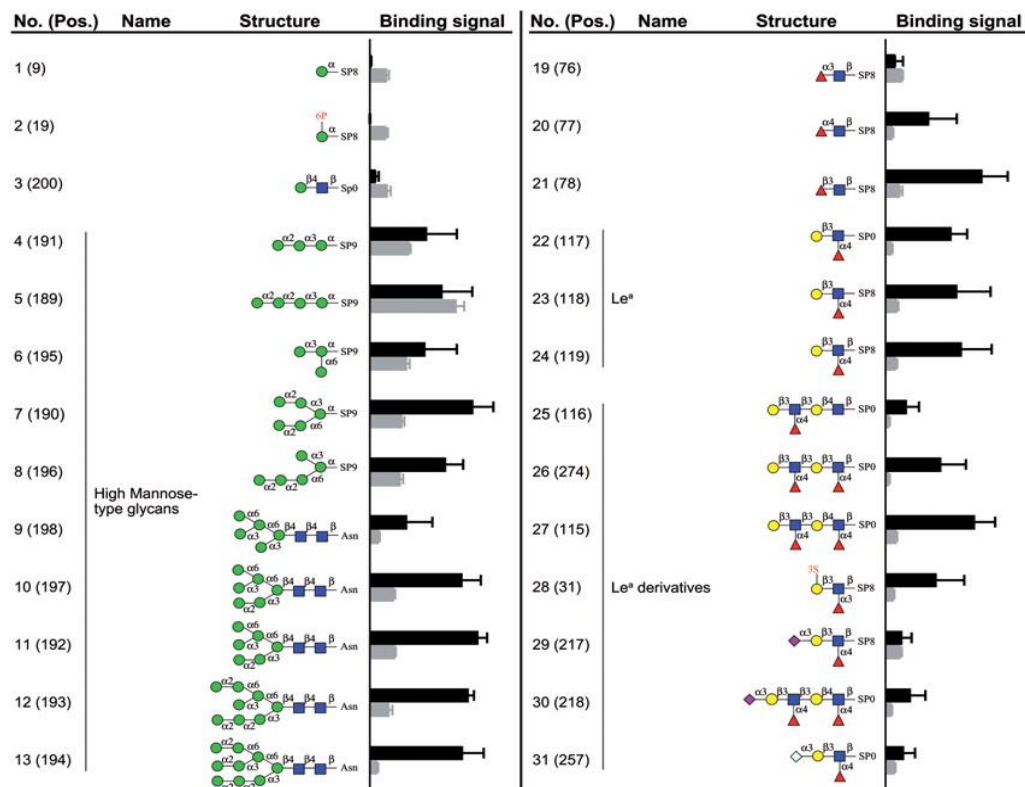 No. (Pos.) Name Structure Binding signal
1 (9) α SP8
2 (19) 6P α SP8
3 (200) β4 β Sp0
4 (191) α2 α3 α SP9
5 (189) α2 α2 α3 α SP9
6 (195) α3 α SP9
α6
7 (190) α2 α3 α SP9
α2 α6
8 (196) α3 α SP9
α2 α2 α6
High Mannose-
type glycans
9 (198) α6 α6 β4 β4 β Asn
α3 α3
10 (197) α6 α6 β4 β4 β Asn
α3 α2 α3
11 (192) α6 α6 β4 β4 β Asn
α3 α2 α3
12 (193) α2 α6 α6 β4 β4 β Asn
α3 α2 α2 α3
13 (194) α2 α6 α6 β4 β4 β Asn
α2 α3 α3
No. (Pos.) Name Structure Binding signal
19 (76) α3 β SP8
20 (77) α4 β SP8
21 (78) β3 β SP8
22 (117) β3 β SP0
α4
23 (118) Leᵃ β3 β SP8
α4
24 (119) β3 β SP8
α4
25 (116) β3 β3 β4 β SP0
α4
26 (274) β3 β3 β3 β SP0
α4 α4
27 (115) β3 β3 β4 β SP0
α4 α4
28 (31) Leᵃ derivatives 3S β3 β SP8
α3
29 (217) α3 β3 β SP8
α4
30 (218) α3 β3 β3 β4 β SP0
α4 α4
31 (257) α3 β3 β SP0
α4